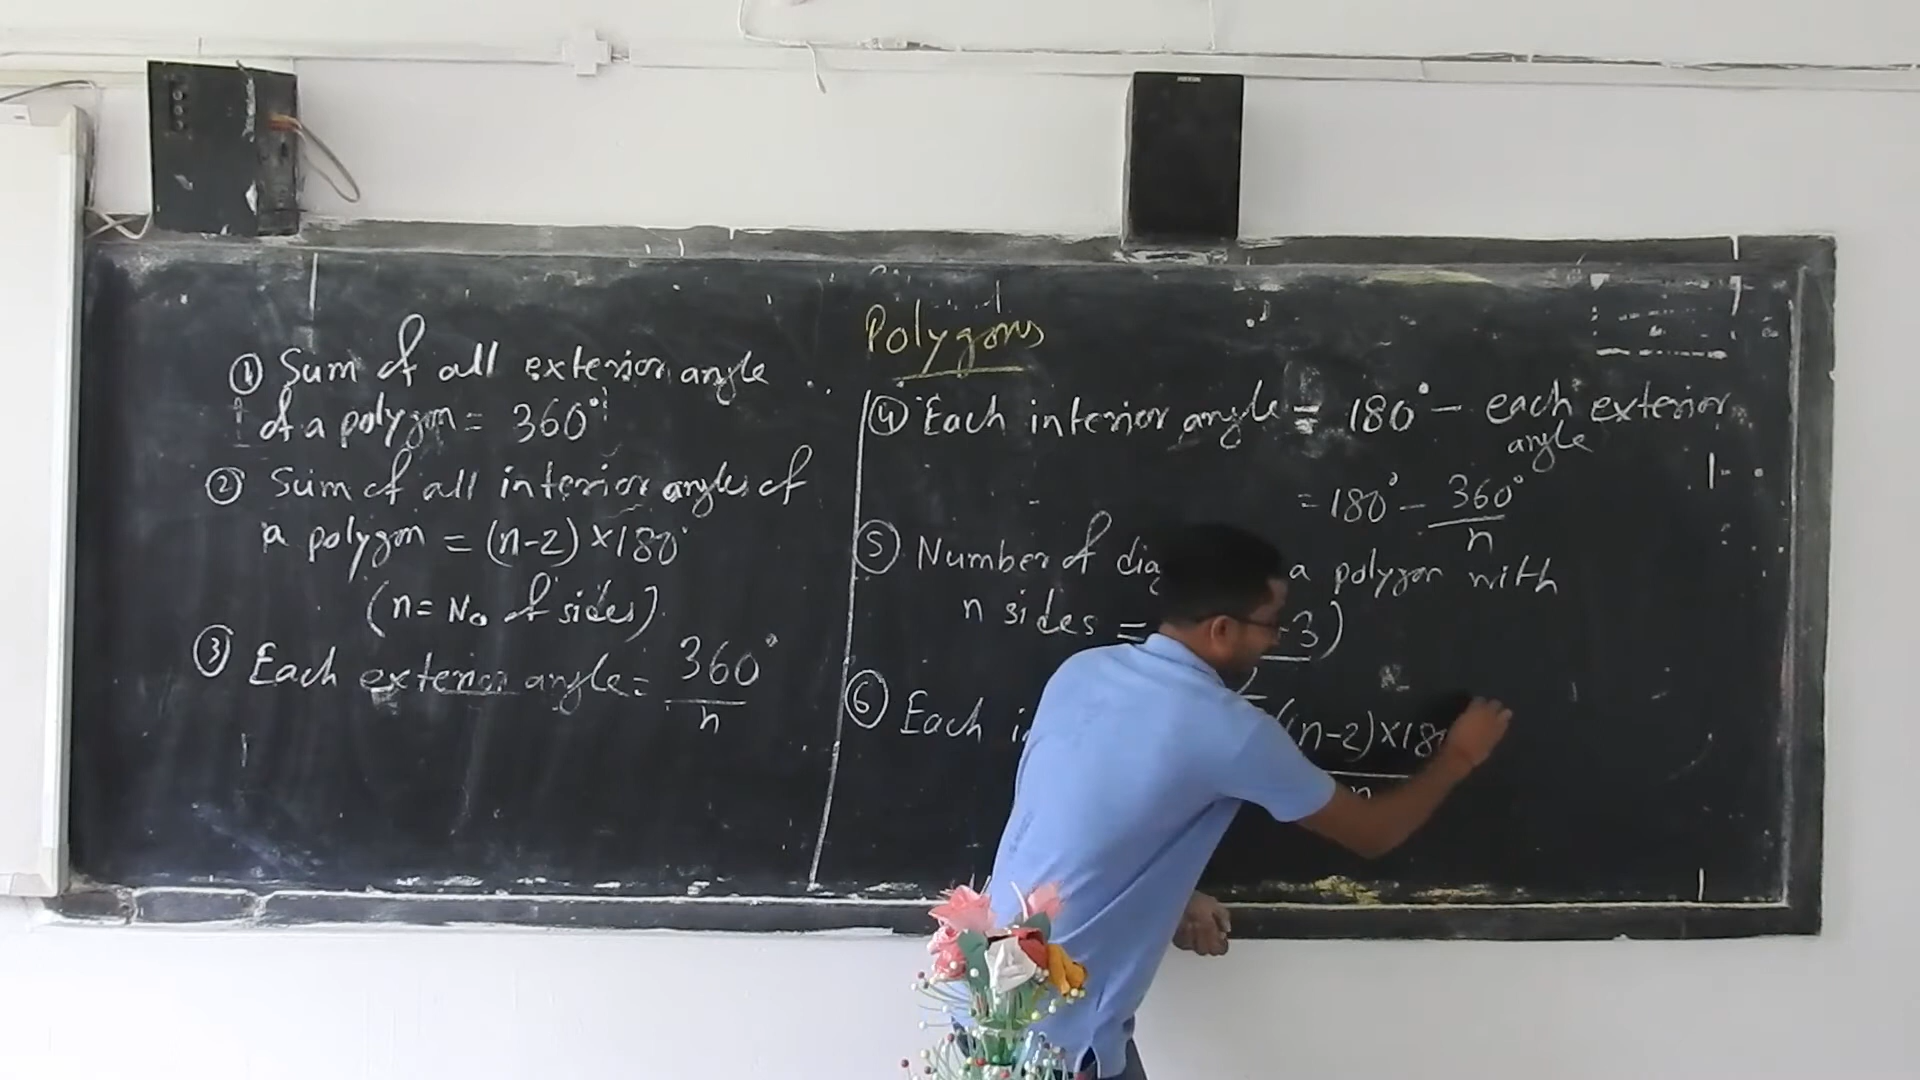 Polygons
① Sum of all exterior angle
of a polygon = 360°
② Sum of all interior angles of
a polygon = (n-2)×180°
(n = No of sides)
③ Each exterior angle = 360°
n
④ Each interior angle = 180° - each exterior
angle
= 180° - 360°
n
⑤ Number of a polygon with
n sides = -3)
⑥ Each (n-2)×18
n